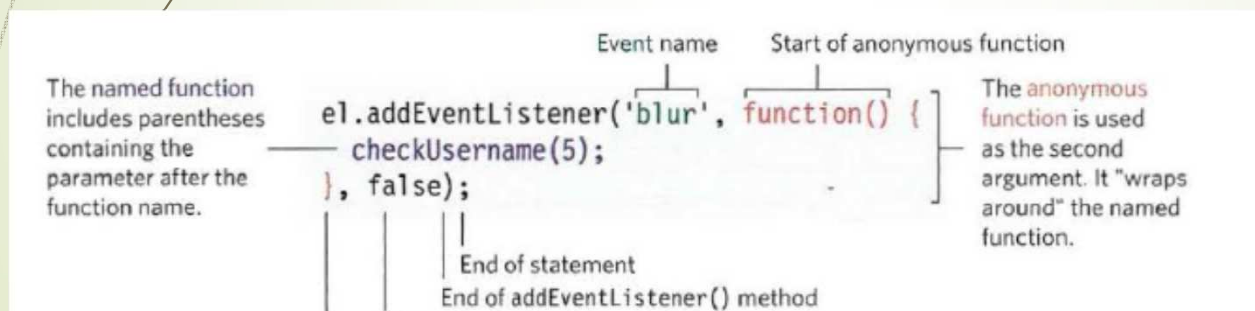 Event name Start of anonymous function
The named function
includes parentheses
containing the
parameter after the
function name.
el.addEventListener('blur', function() {
checkUsername(5);
}, false);
The anonymous
function is used
as the second
argument. It "wraps
around" the named
function.
End of statement
End of addEventListener() method